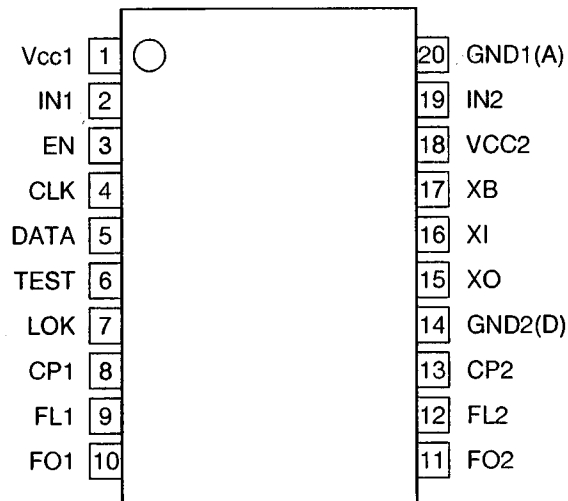 Vcc1 1 20 GND1(A)
IN1 2 19 IN2
EN 3 18 VCC2
CLK 4 17 XB
DATA 5 16 XI
TEST 6 15 XO
LOK 7 14 GND2(D)
CP1 8 13 CP2
FL1 9 12 FL2
FO1 10 11 FO2